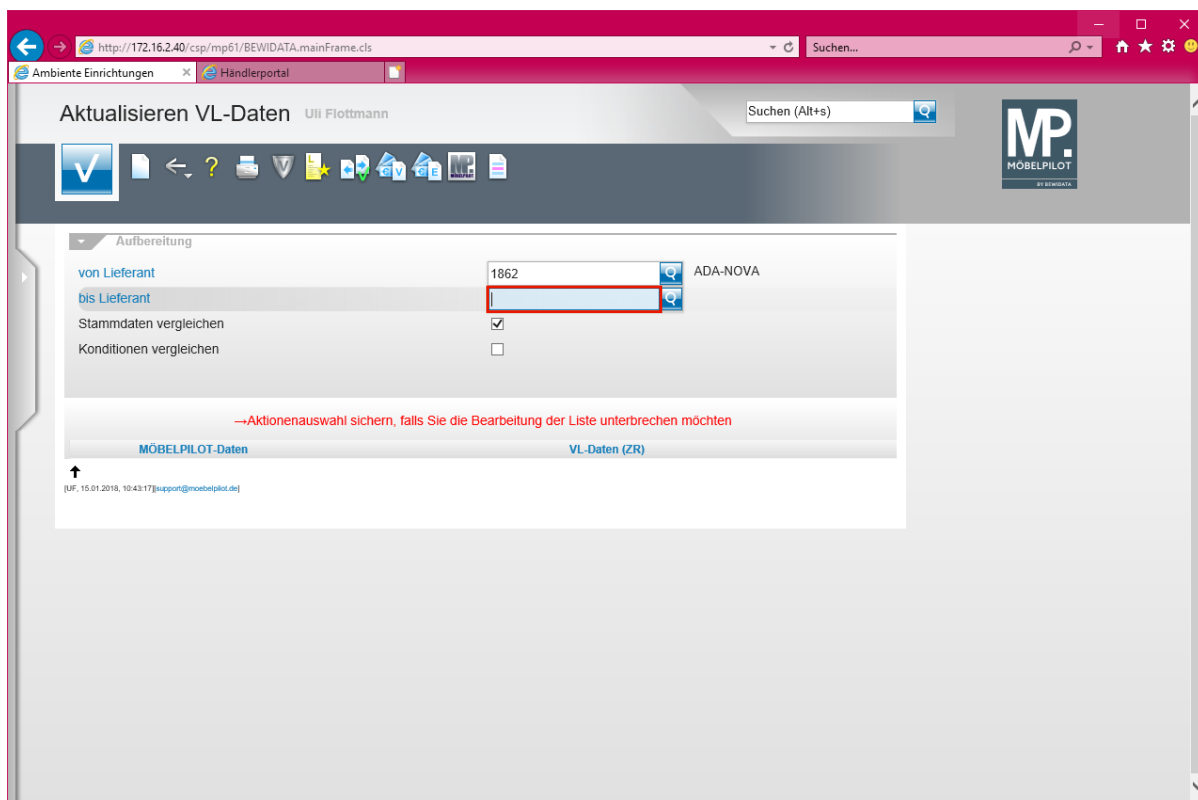 http://172.16.2.40/csp/mp61/BEWIDATA.mainFrame.cls
Suchen...
Ambiente Einrichtungen
Händlerportal
Aktualisieren VL-Daten Uli Flottmann
Suchen (Alt+s)
MP.
MÖBELPILOT
BY BEWIDATA
Aufbereitung
von Lieferant 1862 ADA-NOVA
bis Lieferant
Stammdaten vergleichen
Konditionen vergleichen
→Aktionenauswahl sichern, falls Sie die Bearbeitung der Liste unterbrechen möchten
MÖBELPILOT-Daten VL-Daten (ZR)
[UF, 15.01.2018, 10:43:17][support@moebelpilot.de]